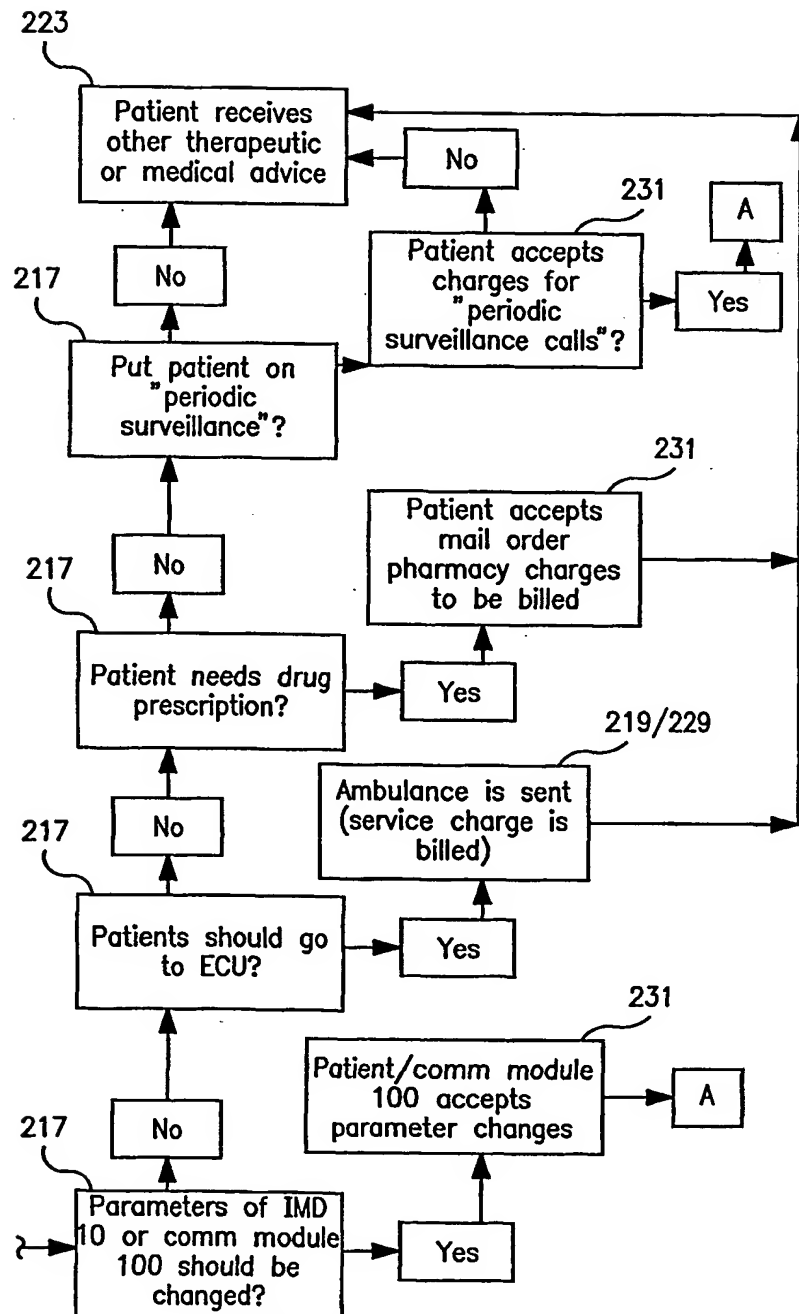 223
Patient receives
other therapeutic
or medical advice
No
231
A
Patient accepts
charges for
"periodic
surveillance calls"?
Yes
No
217
Put patient on
"periodic
surveillance"?
231
Patient accepts
mail order
pharmacy charges
to be billed
No
217
Patient needs drug
prescription?
Yes
219/229
Ambulance is sent
(service charge is
billed)
No
217
Patients should go
to ECU?
Yes
231
Patient/comm module
100 accepts
parameter changes
A
No
217
Parameters of IMD
10 or comm module
100 should be
changed?
Yes